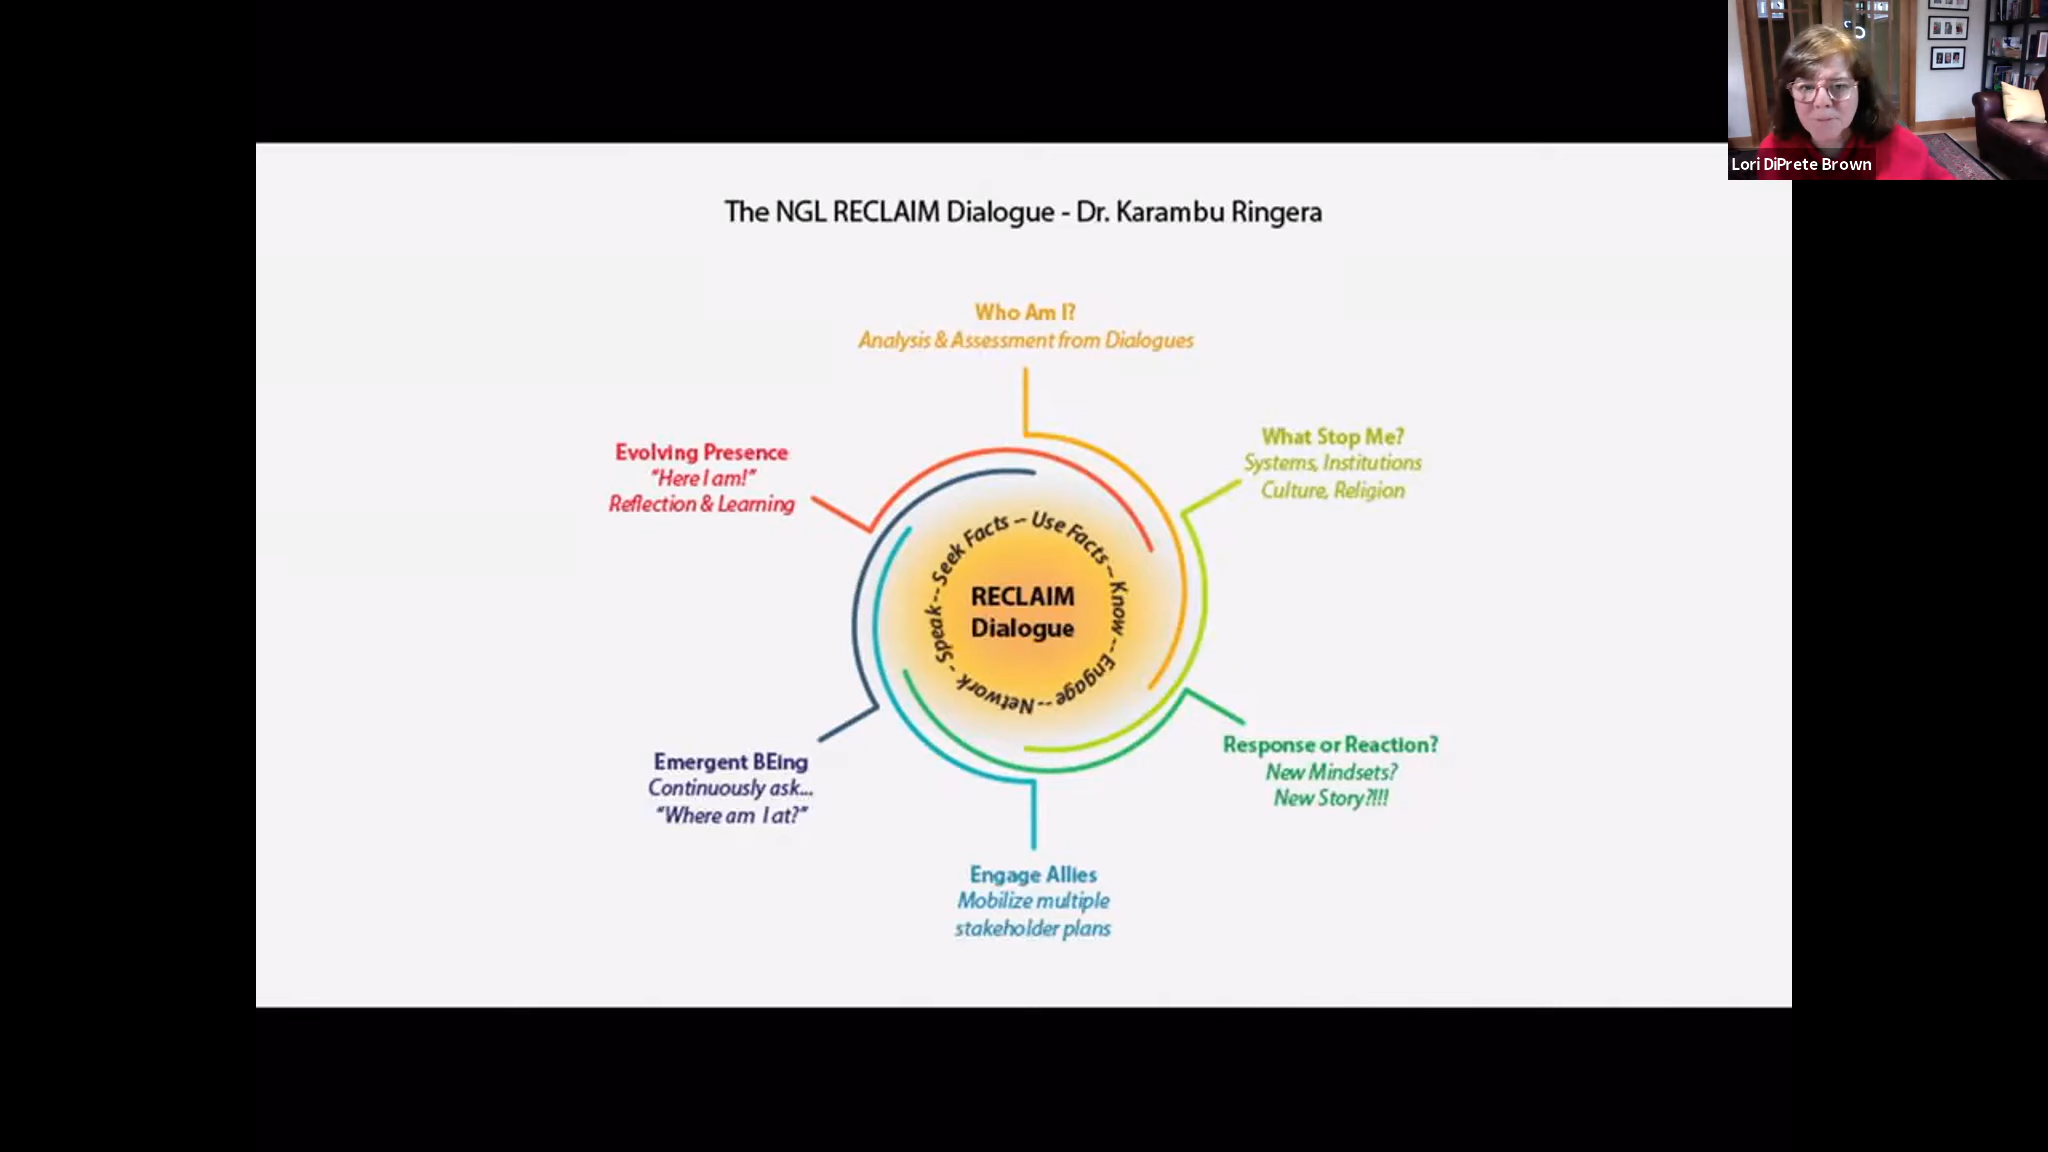 Lori DiPrete Brown
The NGL RECLAIM Dialogue - Dr. Karambu Ringera
Who Am I?
Analysis & Assessment from Dialogues
What Stop Me?
Systems, Institutions
Culture, Religion
Response or Reaction?
New Mindsets?
New Story?!!!
Engage Allies
Mobilize multiple
stakeholder plans
Emergent BEing
Continuously ask...
“Where am I at?”
Evolving Presence
“Here I am!”
Reflection & Learning
Seek Facts -- Use Facts -- Know -- Engage -- Network - Speak --
RECLAIM
Dialogue